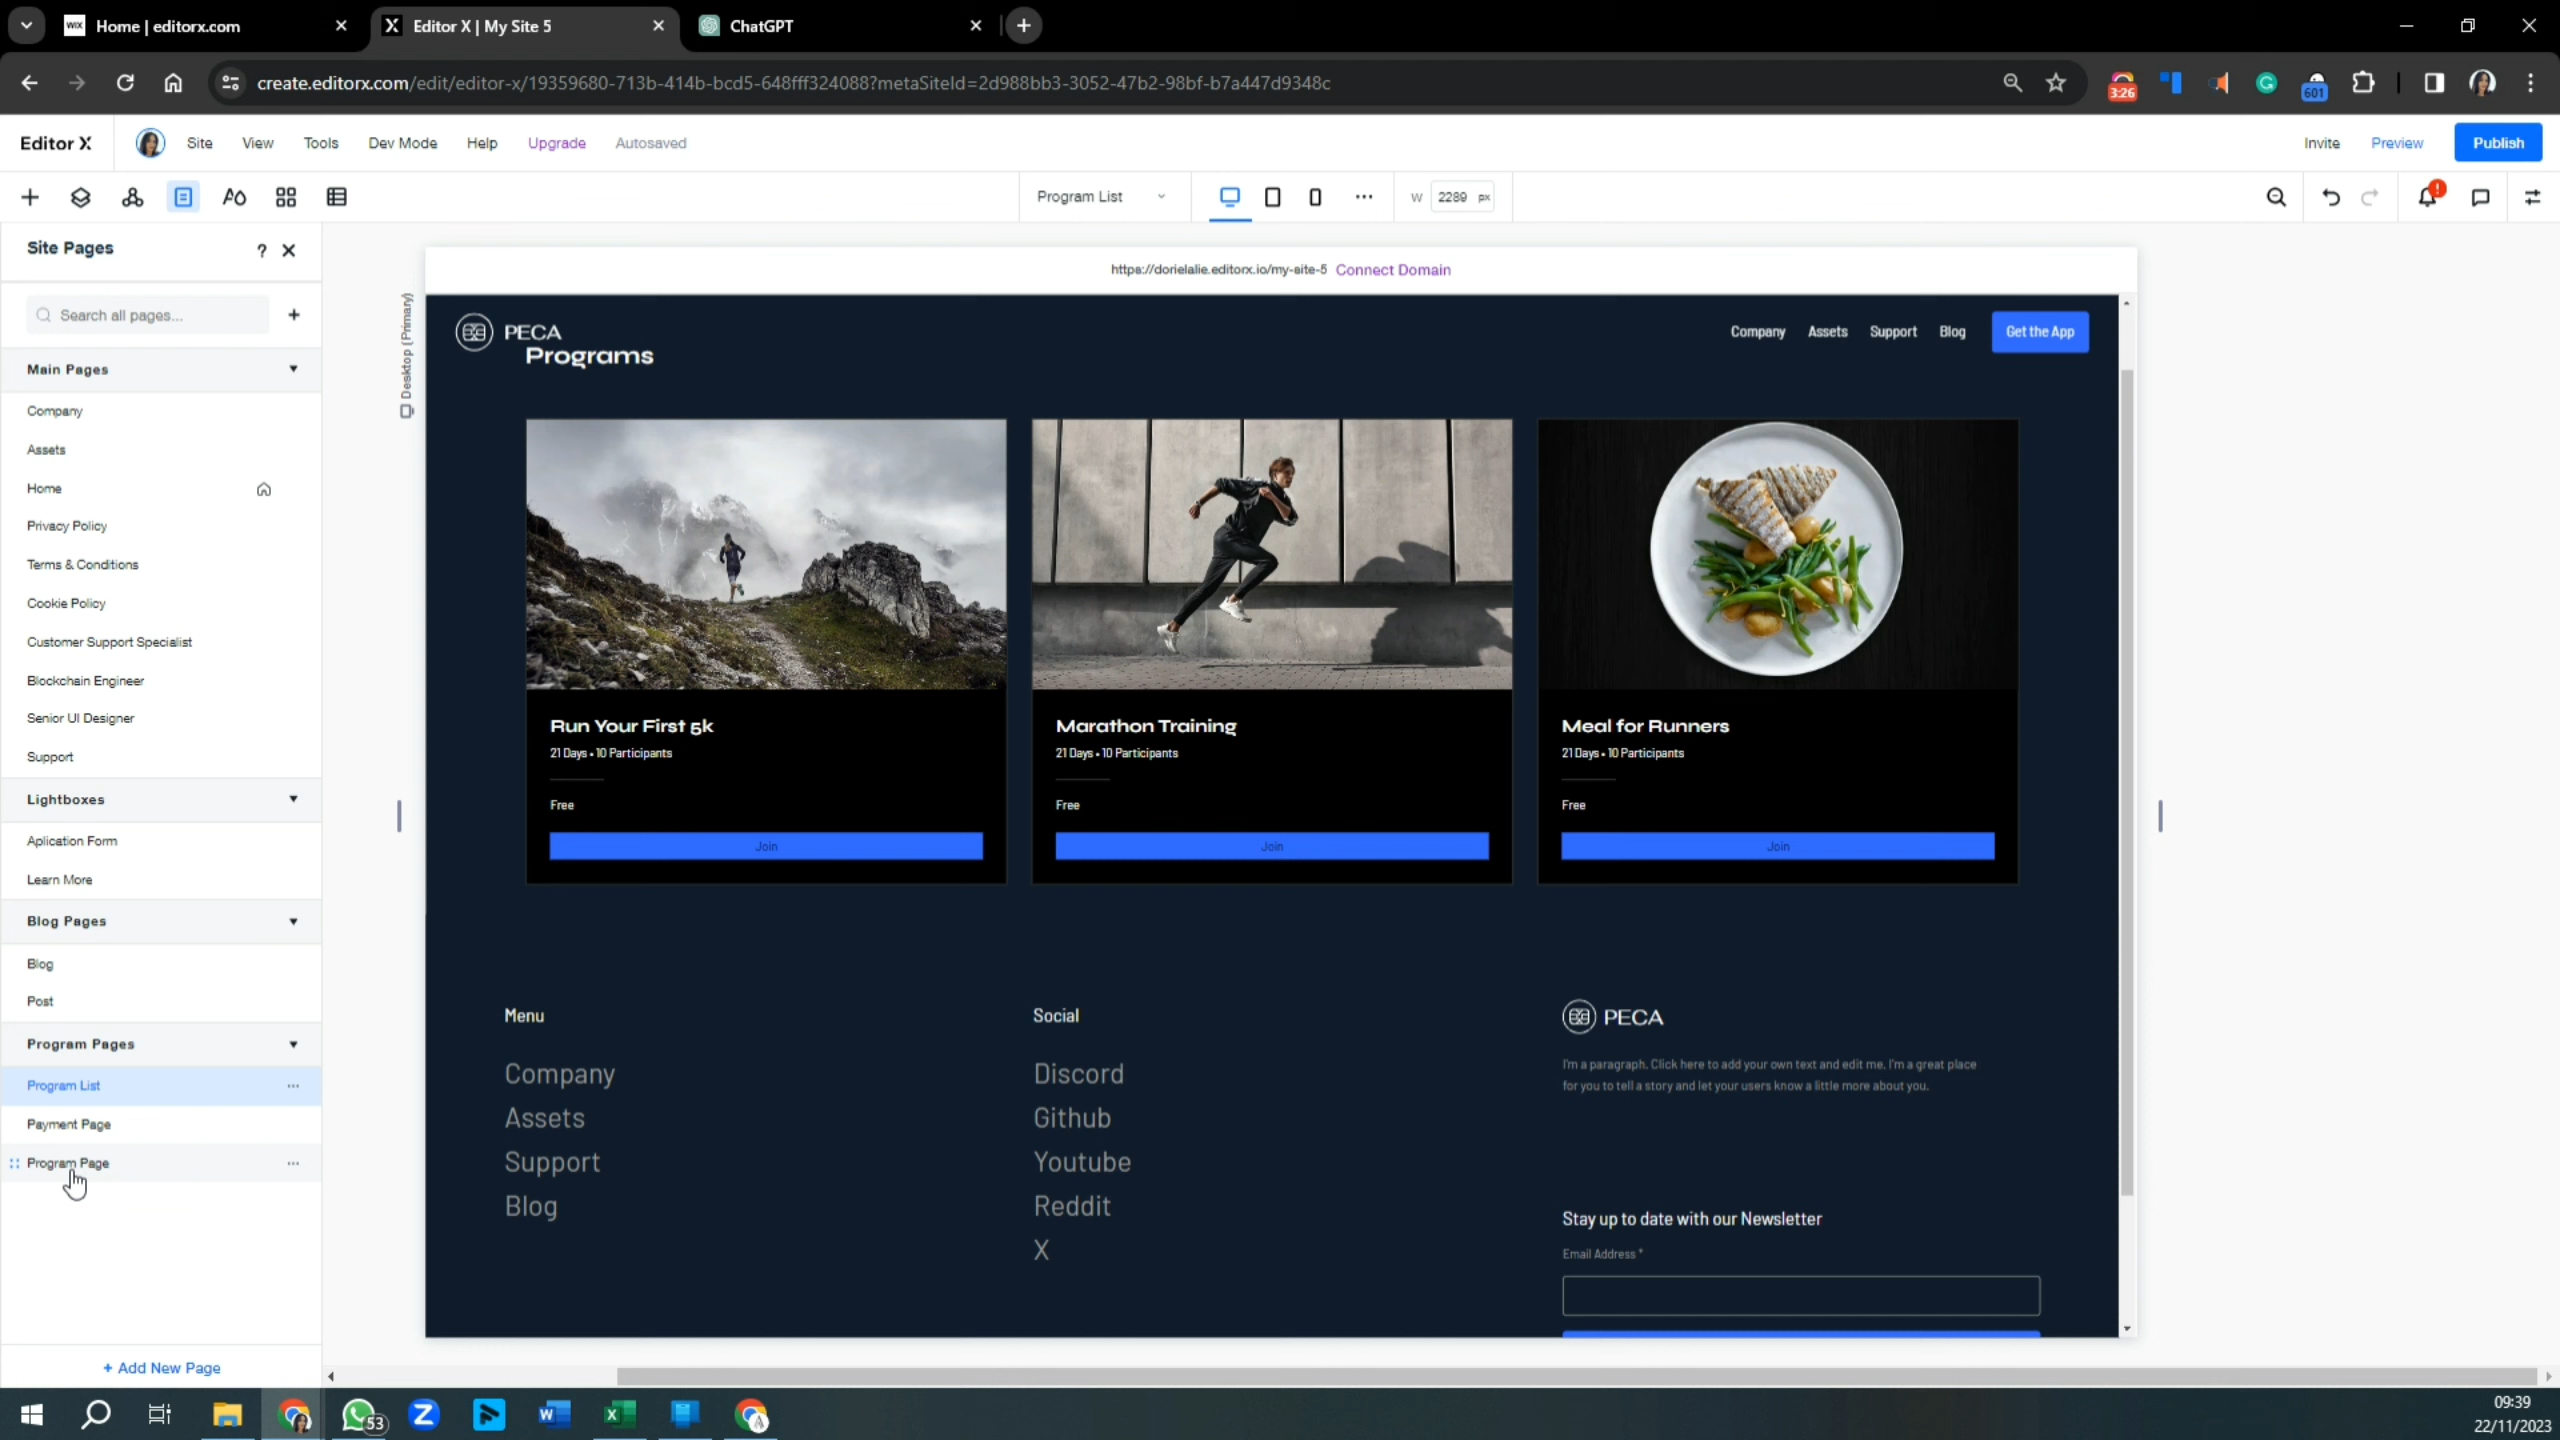 Home | editorx.com
Editor X | My Site 5
ChatGPT
create.editorx.com/edit/editor-x/19359680-713b-414b-bcd5-648fff324088?metaSiteId=2d988bb3-3052-47b2-98bf-b7a447d9348c
3:26
601
Editor X
Site
View
Tools
Dev Mode
Help
Upgrade
Autosaved
Invite
Preview
Publish
Program List
W
2289
px
Site Pages
?
Search all pages...
Main Pages
Company
Assets
Home
Privacy Policy
Terms & Conditions
Cookie Policy
Customer Support Specialist
Blockchain Engineer
Senior UI Designer
Support
Lightboxes
Aplication Form
Learn More
Blog Pages
Blog
Post
Program Pages
Program List
Payment Page
Program Page
+ Add New Page
Desktop (Primary)
https://dorielalie.editorx.io/my-site-5 Connect Domain
PECA
Company
Assets
Support
Blog
Get the App
Programs
Run Your First 5k
21 Days • 10 Participants
Free
Join
Marathon Training
21 Days • 10 Participants
Free
Join
Meal for Runners
21 Days • 10 Participants
Free
Join
Menu
Company
Assets
Support
Blog
Social
Discord
Github
Youtube
Reddit
X
PECA
I'm a paragraph. Click here to add your own text and edit me. I'm a great place
for you to tell a story and let your users know a little more about you.
Stay up to date with our Newsletter
Email Address *
53
09:39
22/11/2023